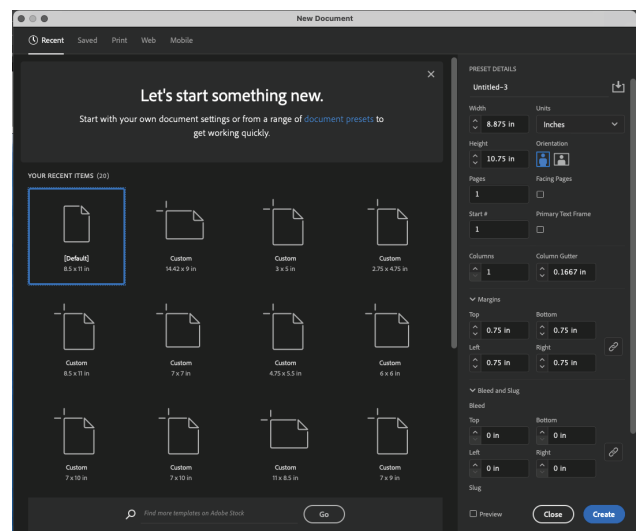 New Document
Recent Saved Print Web Mobile
Let's start something new.
Start with your own document settings or from a range of document presets to
get working quickly.
YOUR RECENT ITEMS (20)
[Default] Custom Custom Custom
8.5 x 11 in 14.42 x 9 in 3 x 5 in 2.75 x 4.75 in
Custom Custom Custom Custom
8.5 x 11 in 7 x 7 in 4.75 x 5.5 in 6 x 6 in
Custom Custom Custom Custom
7 x 10 in 7 x 10 in 11 x 8.5 in 7 x 9 in
Find more templates on Adobe Stock Go
PRESET DETAILS
Untitled-3
Width Units
8.875 in Inches
Height Orientation
10.75 in
Pages Facing Pages
1
Start # Primary Text Frame
1
Columns Column Gutter
1 0.1667 in
Margins
Top Bottom
0.75 in 0.75 in
Left Right
0.75 in 0.75 in
Bleed and Slug
Bleed
Top Bottom
0 in 0 in
Left Right
0 in 0 in
Slug
Preview Close Create